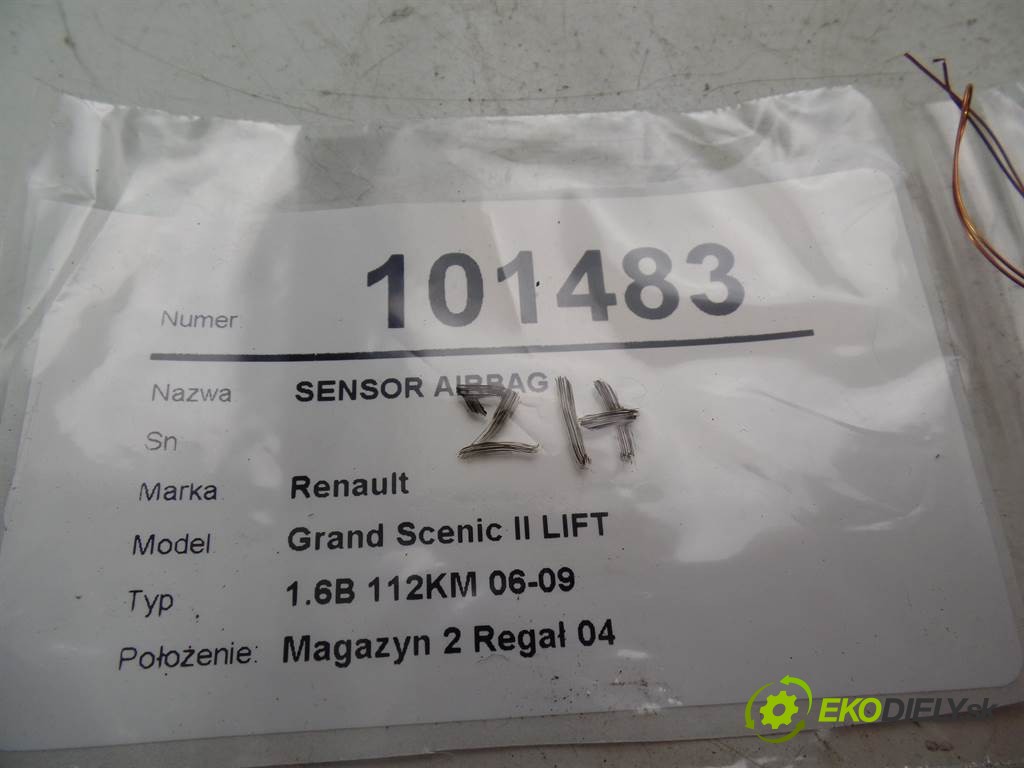 Numer 101483
Nazwa SENSOR AIRBAG
ZH
Sn
Marka Renault
Model Grand Scenic II LIFT
Typ 1.6B 112KM 06-09
Położenie: Magazyn 2 Regał 04
EKODIELY.sk